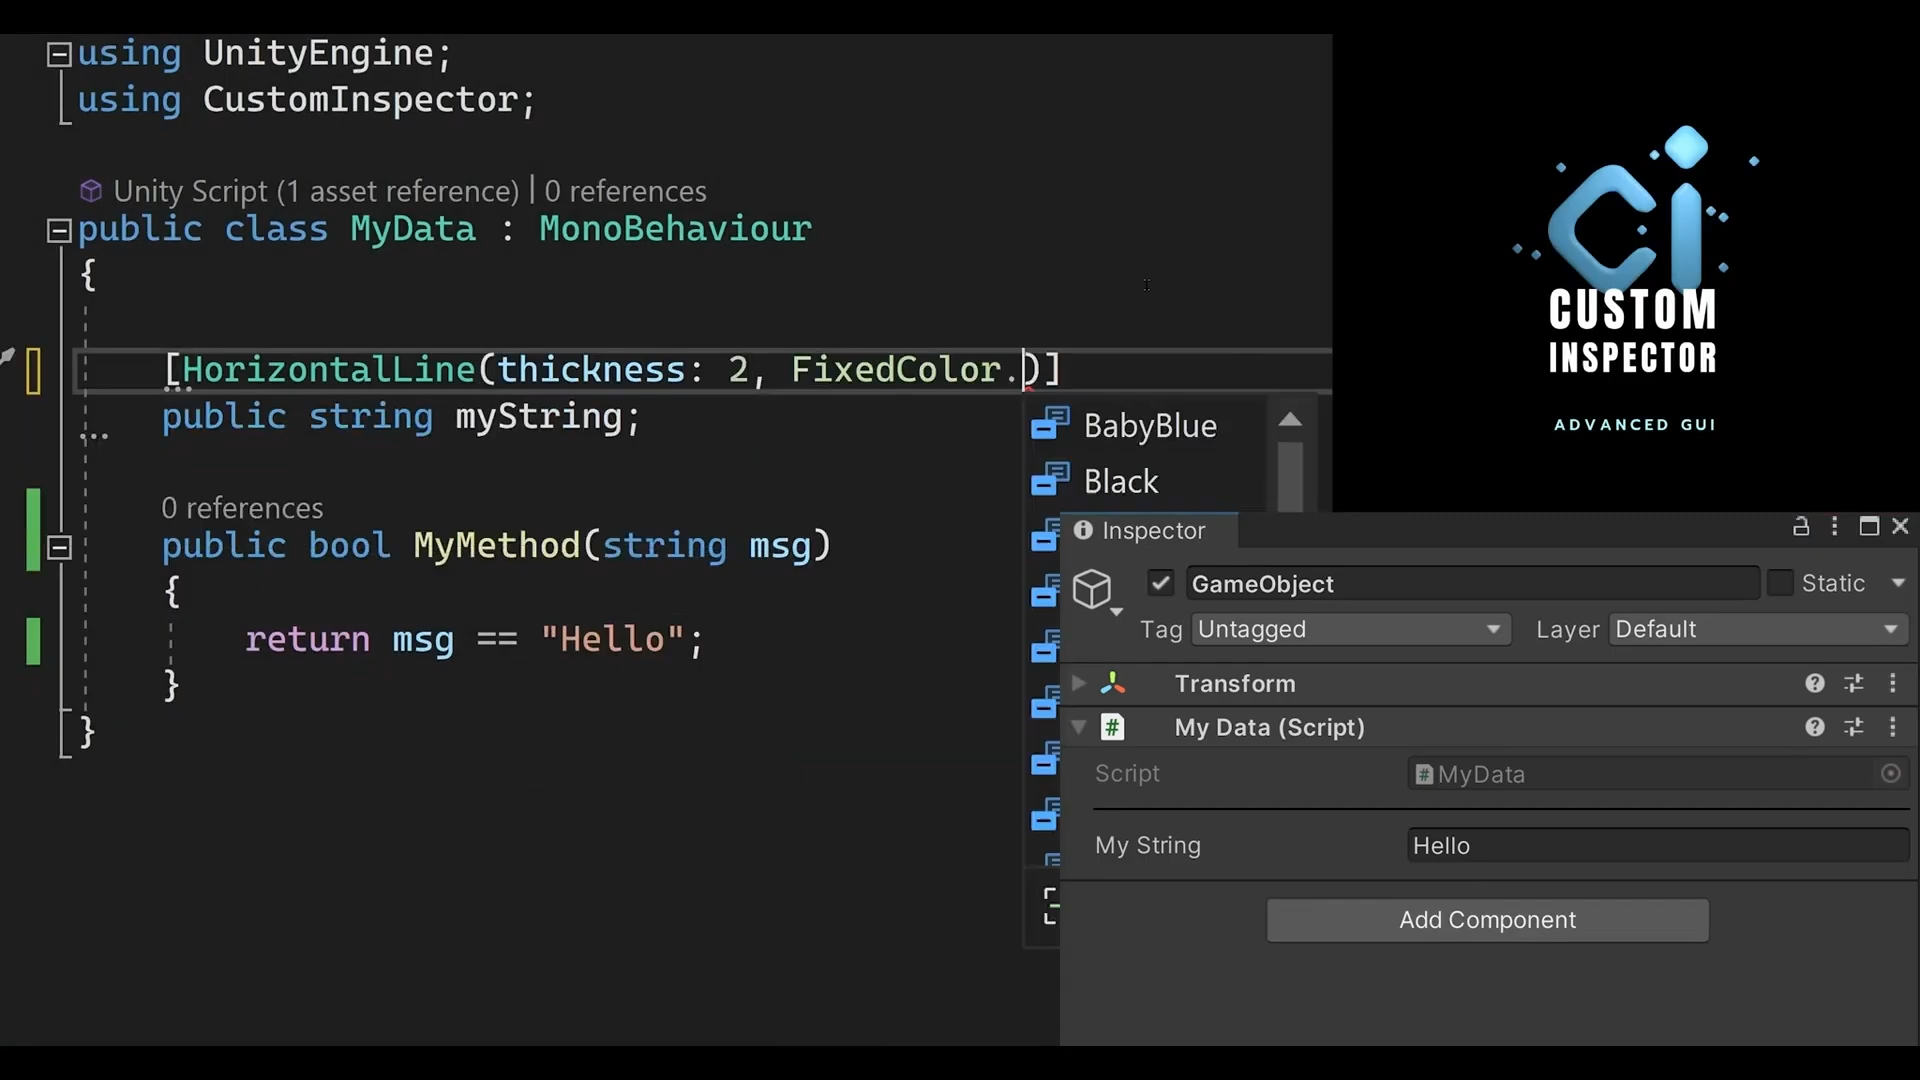 using UnityEngine;
using CustomInspector;
Unity Script (1 asset reference) | 0 references
public class MyData : MonoBehaviour
{
[HorizontalLine(thickness: 2, FixedColor.)]
public string myString;
BabyBlue
Black
0 references
public bool MyMethod(string msg)
{
return msg == "Hello";
}
}
Ci
CUSTOM
INSPECTOR
ADVANCED GUI
Inspector
GameObject
Static
Tag
Untagged
Layer
Default
Transform
My Data (Script)
Script
MyData
My String
Hello
Add Component